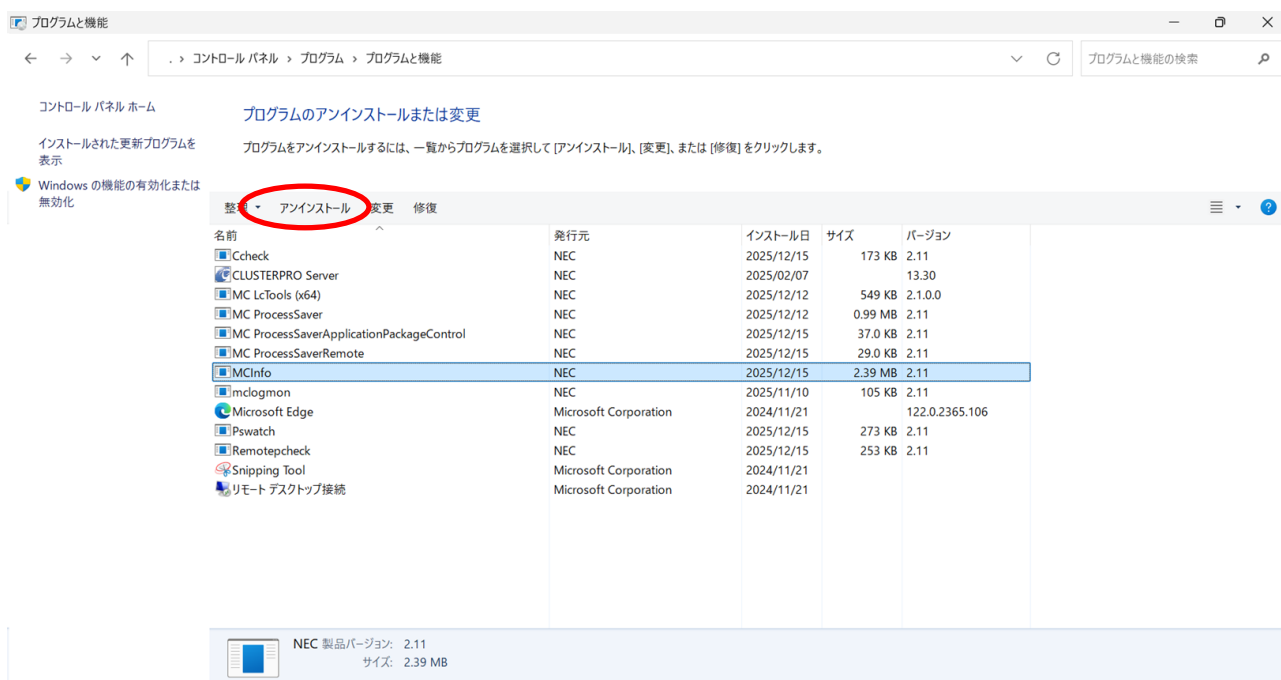 プログラムと機能
. › コントロール パネル › プログラム › プログラムと機能
プログラムと機能の検索
コントロール パネル ホーム
インストールされた更新プログラムを
表示
Windows の機能の有効化または
無効化
プログラムのアンインストールまたは変更
プログラムをアンインストールするには、一覧からプログラムを選択して [アンインストール]、[変更]、または [修復] をクリックします。
整理 アンインストール 変更 修復
名前 発行元 インストール日 サイズ バージョン
Ccheck NEC 2025/12/15 173 KB 2.11
CLUSTERPRO Server NEC 2025/02/07 13.30
MC LcTools (x64) NEC 2025/12/12 549 KB 2.1.0.0
MC ProcessSaver NEC 2025/12/12 0.99 MB 2.11
MC ProcessSaverApplicationPackageControl NEC 2025/12/15 37.0 KB 2.11
MC ProcessSaverRemote NEC 2025/12/15 29.0 KB 2.11
MCInfo NEC 2025/12/15 2.39 MB 2.11
mclogmon NEC 2025/11/10 105 KB 2.11
Microsoft Edge Microsoft Corporation 2024/11/21 122.0.2365.106
Pswatch NEC 2025/12/15 273 KB 2.11
Remotepcheck NEC 2025/12/15 253 KB 2.11
Snipping Tool Microsoft Corporation 2024/11/21
リモート デスクトップ接続 Microsoft Corporation 2024/11/21
NEC 製品バージョン: 2.11
サイズ: 2.39 MB